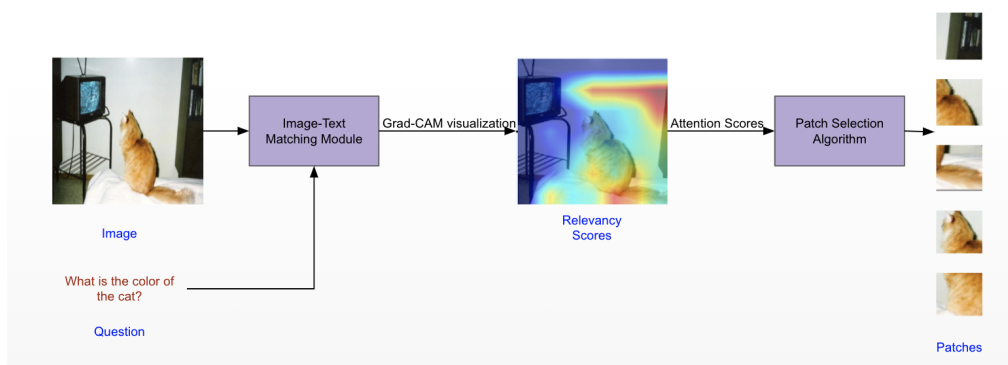 Image-Text
Matching Module
Grad-CAM visualization
Attention Scores
Patch Selection
Algorithm
Image
Relevancy
Scores
What is the color of
the cat?
Question
Patches